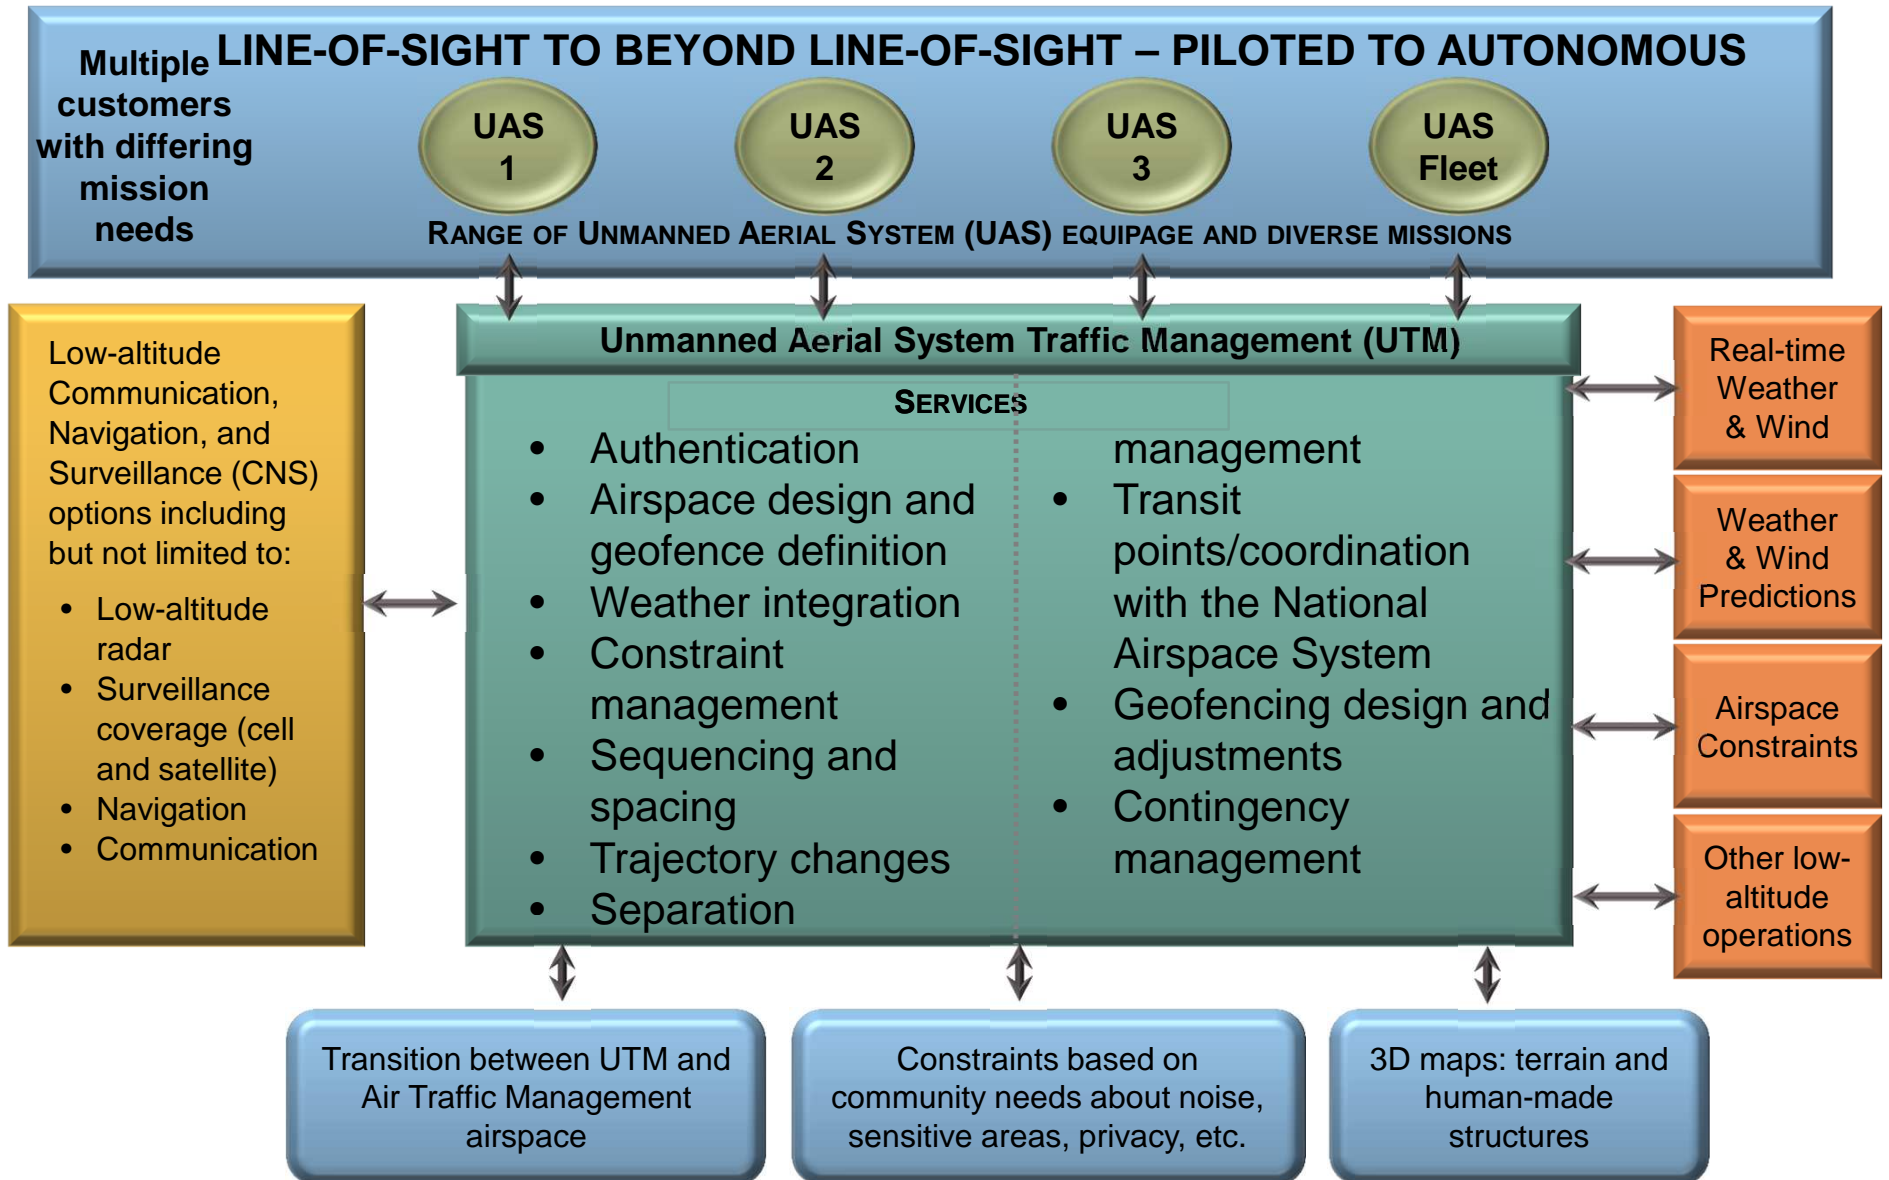 LINE-OF-SIGHT TO BEYOND LINE-OF-SIGHT – PILOTED TO AUTONOMOUS
Multiple
customers
with differing
mission
needs
UAS
1
UAS
2
UAS
3
UAS
Fleet
RANGE OF UNMANNED AERIAL SYSTEM (UAS) EQUIPAGE AND DIVERSE MISSIONS
Low-altitude
Communication,
Navigation, and
Surveillance (CNS)
options including
but not limited to:
• Low-altitude
radar
• Surveillance
coverage (cell
and satellite)
• Navigation
• Communication
Unmanned Aerial System Traffic Management (UTM)
SERVICES
• Authentication
• Airspace design and
geofence definition
• Weather integration
• Constraint
management
• Sequencing and
spacing
• Trajectory changes
• Separation
management
• Transit
points/coordination
with the National
Airspace System
• Geofencing design and
adjustments
• Contingency
management
Real-time
Weather
& Wind
Weather
& Wind
Predictions
Airspace
Constraints
Other low-
altitude
operations
Transition between UTM and
Air Traffic Management
airspace
Constraints based on
community needs about noise,
sensitive areas, privacy, etc.
3D maps: terrain and
human-made
structures